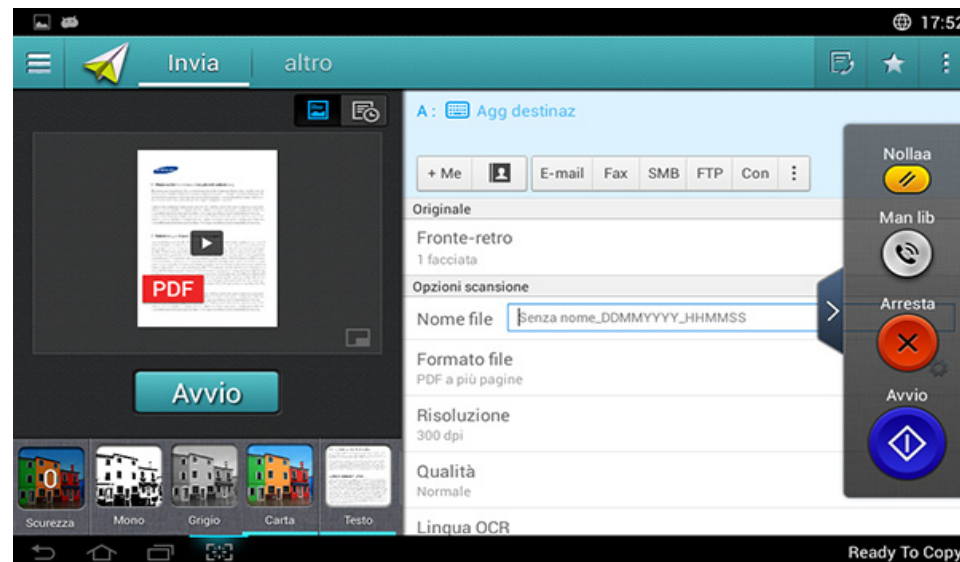 17:52
Invia
altro
A : Agg destinaz
+ Me
E-mail
Fax
SMB
FTP
Con
Originale
Fronte-retro
1 facciata
Opzioni scansione
Nome file
Senza nome_DDMMYYYY_HHMMSS
Formato file
PDF a più pagine
Risoluzione
300 dpi
Qualità
Normale
Lingua OCR
PDF
Avvio
0
Scurezza
Mono
Grigio
Carta
Testo
Nollaa
Man lib
Arresta
Avvio
Ready To Copy